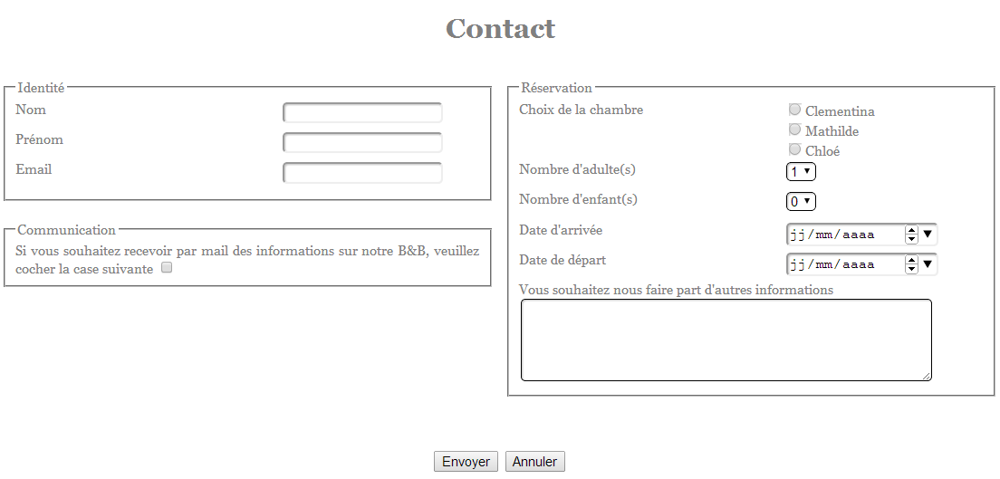 Contact
Identité
Nom
Prénom
Email
Communication
Si vous souhaitez recevoir par mail des informations sur notre B&B, veuillez
cocher la case suivante
Réservation
Choix de la chambre
Clementina
Mathilde
Chloé
Nombre d'adulte(s) 1
Nombre d'enfant(s) 0
Date d'arrivée jj/mm/aaaa
Date de départ jj/mm/aaaa
Vous souhaitez nous faire part d'autres informations
Envoyer Annuler